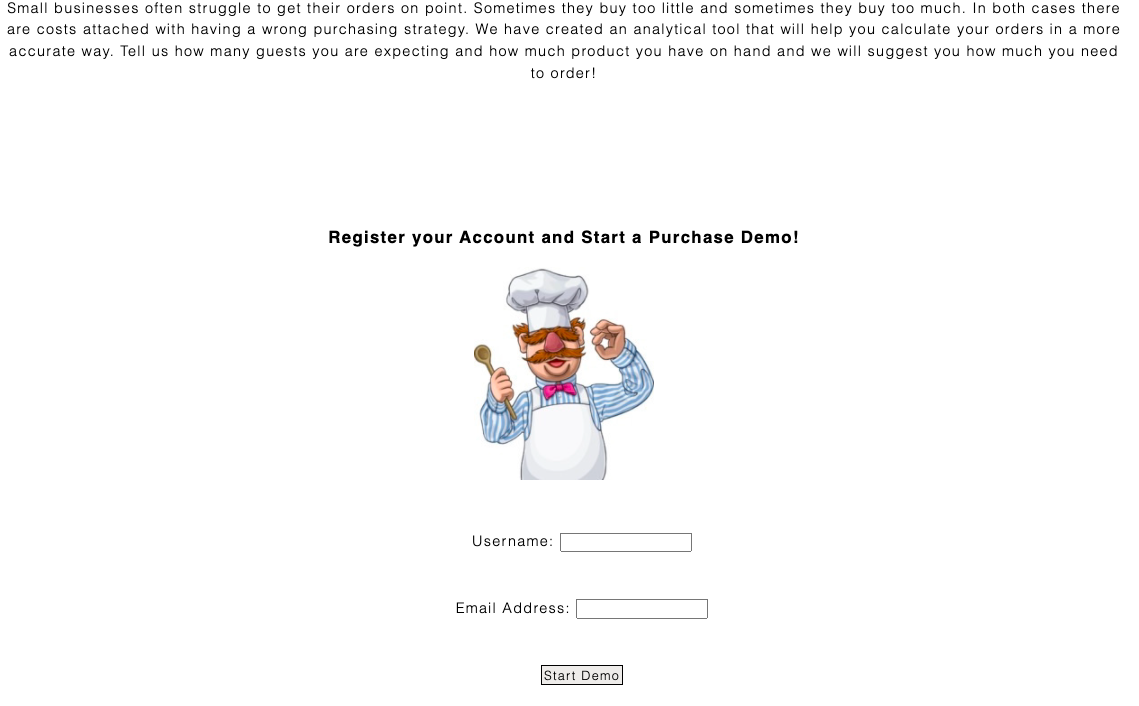 Small businesses often struggle to get their orders on point. Sometimes they buy too little and sometimes they buy too much. In both cases there
are costs attached with having a wrong purchasing strategy. We have created an analytical tool that will help you calculate your orders in a more
accurate way. Tell us how many guests you are expecting and how much product you have on hand and we will suggest you how much you need
to order!
Register your Account and Start a Purchase Demo!
Username:
Email Address:
Start Demo